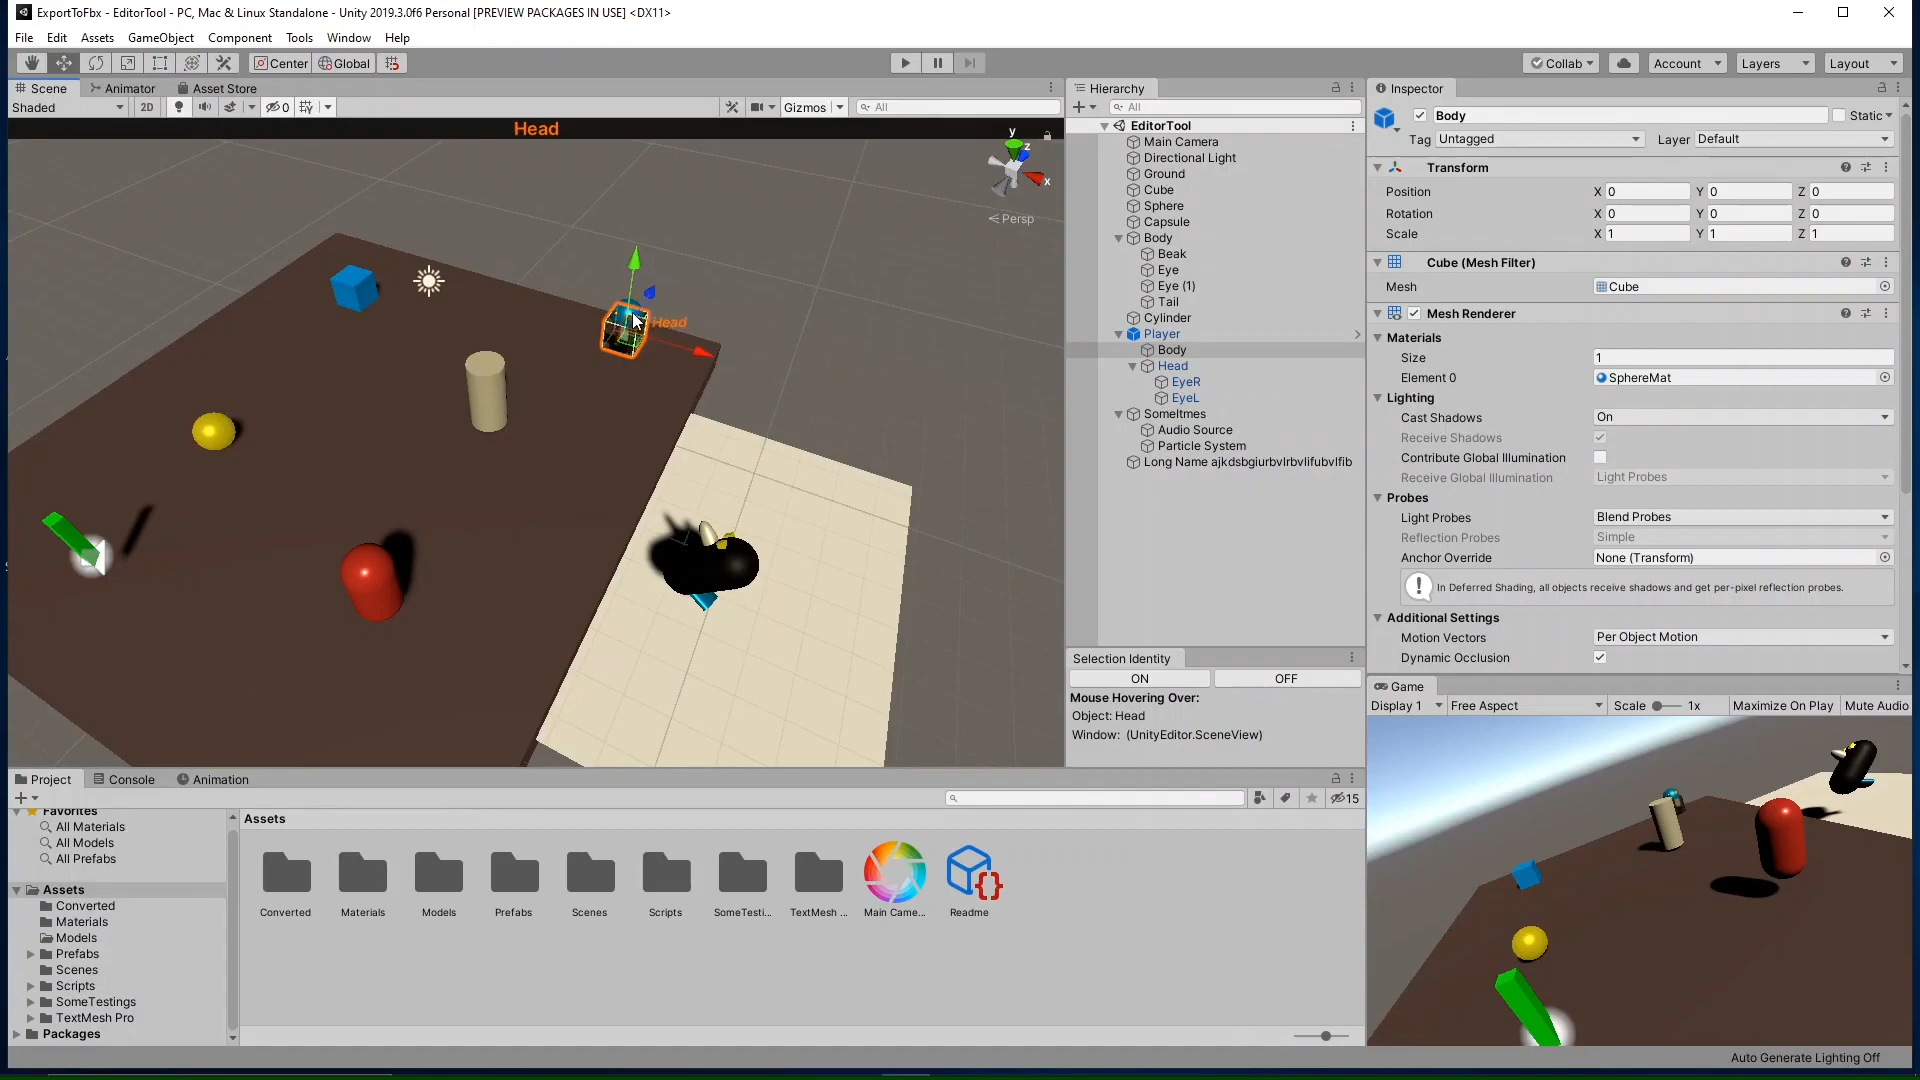 ExportToFbx - EditorTool - PC, Mac & Linux Standalone - Unity 2019.3.0f6 Personal [PREVIEW PACKAGES IN USE] <DX11>
File Edit Assets GameObject Component Tools Window Help
Center Global Collab Account Layers Layout
Scene Animator Asset Store
Shaded 2D 0 Gizmos All
Head
y
z
x
Persp
Head
Hierarchy
All
EditorTool
Main Camera
Directional Light
Ground
Cube
Sphere
Capsule
Body
Beak
Eye
Eye (1)
Tail
Cylinder
Player
Body
Head
EyeR
EyeL
SomeItmes
Audio Source
Particle System
Long Name ajkdsbgiurbvlrbvlifubvlfib
Selection Identity
ON OFF
Mouse Hovering Over:
Object: Head
Window: (UnityEditor.SceneView)
Inspector
Body Static
Tag Untagged Layer Default
Transform
Position X 0 Y 0 Z 0
Rotation X 0 Y 0 Z 0
Scale X 1 Y 1 Z 1
Cube (Mesh Filter)
Mesh Cube
Mesh Renderer
Materials
Size 1
Element 0 SphereMat
Lighting
Cast Shadows On
Receive Shadows
Contribute Global Illumination
Receive Global Illumination Light Probes
Probes
Light Probes Blend Probes
Reflection Probes Simple
Anchor Override None (Transform)
In Deferred Shading, all objects receive shadows and get per-pixel reflection probes.
Additional Settings
Motion Vectors Per Object Motion
Dynamic Occlusion
Game
Display 1 Free Aspect Scale 1x Maximize On Play Mute Audio
Project Console Animation
15
Favorites
All Materials
All Models
All Prefabs
Assets
Converted
Materials
Models
Prefabs
Scenes
Scripts
SomeTestings
TextMesh Pro
Packages
Assets
Converted Materials Models Prefabs Scenes Scripts SomeTesti... TextMesh ... Main Came... Readme
Auto Generate Lighting Off